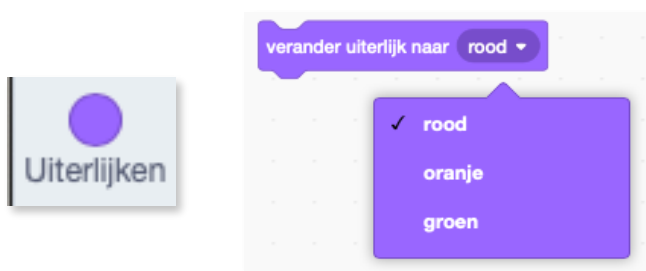 Uiterlijken
verander uiterlijk naar rood
✓ rood
oranje
groen